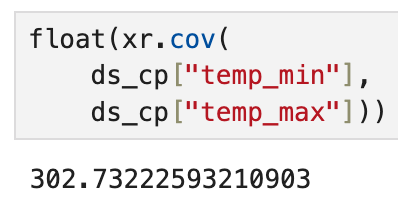 float(xr.cov(
    ds_cp["temp_min"],
    ds_cp["temp_max"]))
302.73222593210903